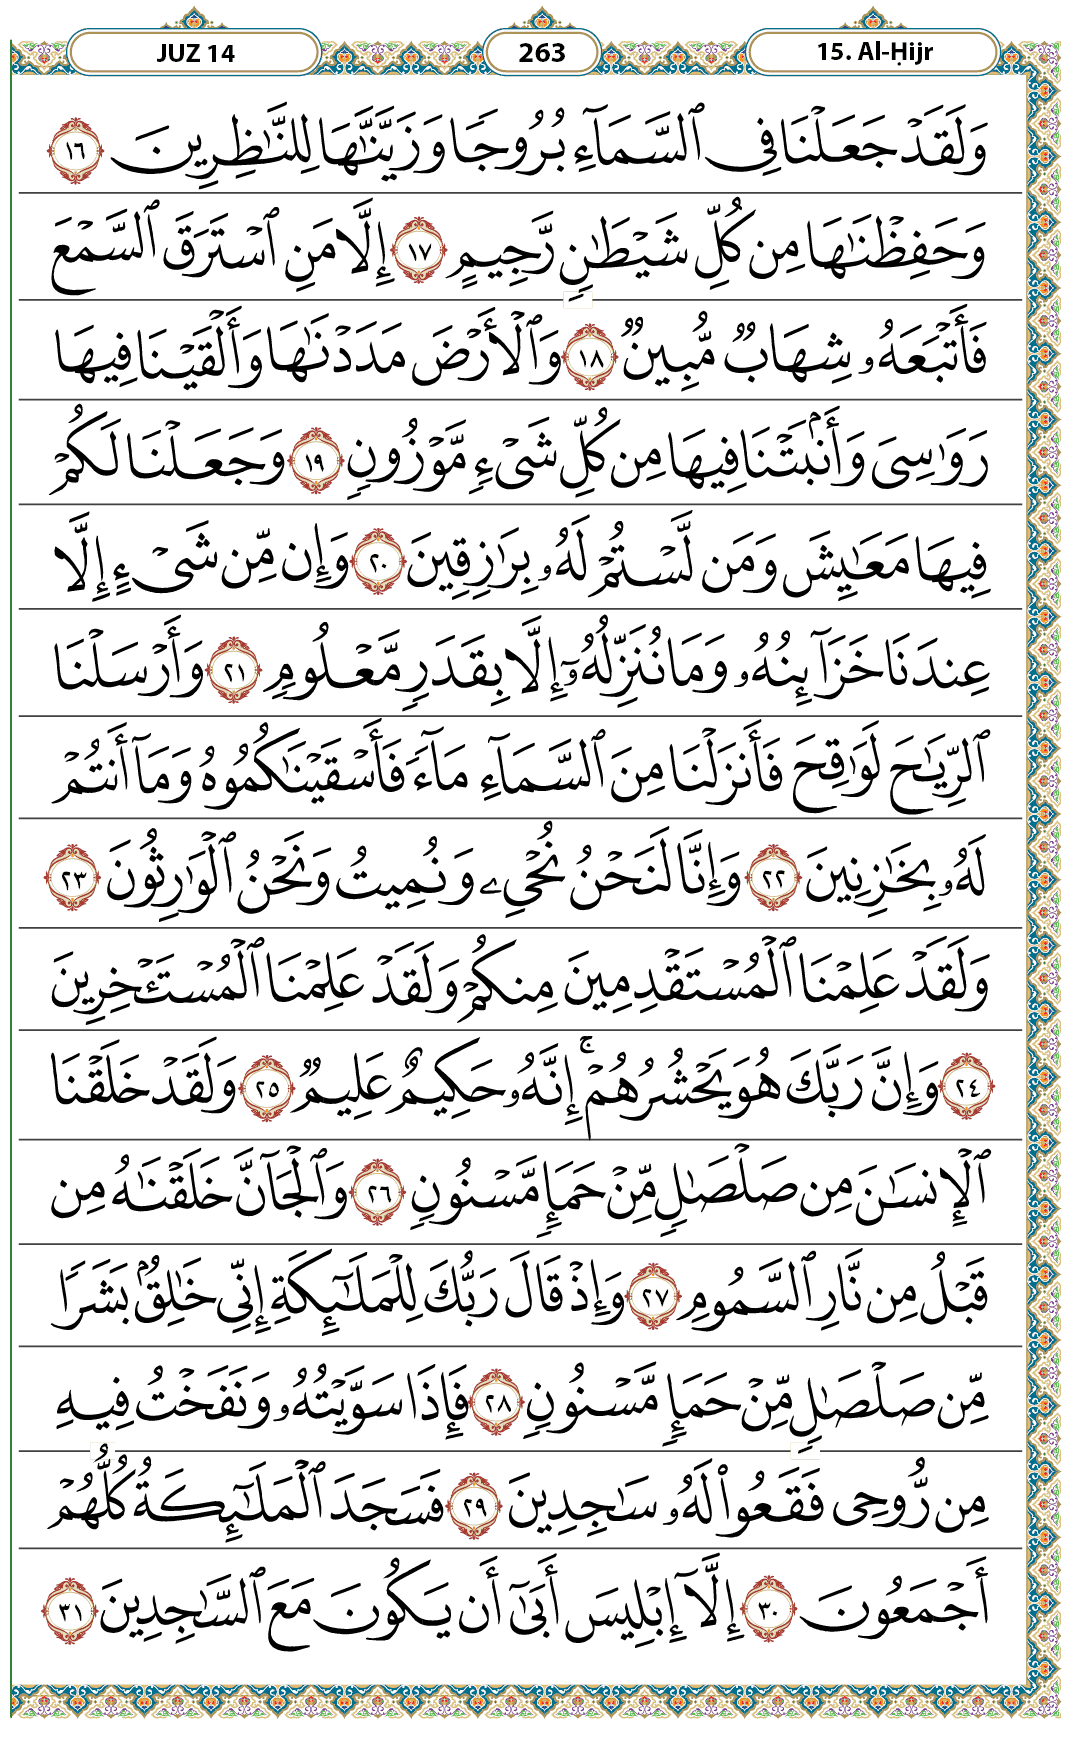 JUZ 14 263 15. Al-Ḥijr
وَلَقَدْ جَعَلْنَا فِى ٱلسَّمَآءِ بُرُوجًا وَزَيَّنَّٰهَا لِلنَّٰظِرِينَ ١٦
وَحَفِظْنَٰهَا مِن كُلِّ شَيْطَٰنٍ رَّجِيمٍ ١٧ إِلَّا مَنِ ٱسْتَرَقَ ٱلسَّمْعَ
فَأَتْبَعَهُۥ شِهَابٌ مُّبِينٌ ١٨ وَٱلْأَرْضَ مَدَدْنَٰهَا وَأَلْقَيْنَا فِيهَا
رَوَٰسِىَ وَأَنۢبَتْنَا فِيهَا مِن كُلِّ شَىْءٍ مَّوْزُونٍ ١٩ وَجَعَلْنَا لَكُمْ
فِيهَا مَعَٰيِشَ وَمَن لَّسْتُمْ لَهُۥ بِرَٰزِقِينَ ٢٠ وَإِن مِّن شَىْءٍ إِلَّا
عِندَنَا خَزَآئِنُهُۥ وَمَا نُنَزِّلُهُۥٓ إِلَّا بِقَدَرٍ مَّعْلُومٍ ٢١ وَأَرْسَلْنَا
ٱلرِّيَٰحَ لَوَٰقِحَ فَأَنزَلْنَا مِنَ ٱلسَّمَآءِ مَآءً فَأَسْقَيْنَٰكُمُوهُ وَمَآ أَنتُمْ
لَهُۥ بِخَٰزِنِينَ ٢٢ وَإِنَّا لَنَحْنُ نُحْىِۦ وَنُمِيتُ وَنَحْنُ ٱلْوَٰرِثُونَ ٢٣
وَلَقَدْ عَلِمْنَا ٱلْمُسْتَقْدِمِينَ مِنكُمْ وَلَقَدْ عَلِمْنَا ٱلْمُسْتَـْٔخِرِينَ
٢٤ وَإِنَّ رَبَّكَ هُوَ يَحْشُرُهُمْ ۚ إِنَّهُۥ حَكِيمٌ عَلِيمٌ ٢٥ وَلَقَدْ خَلَقْنَا
ٱلْإِنسَٰنَ مِن صَلْصَٰلٍ مِّنْ حَمَإٍ مَّسْنُونٍ ٢٦ وَٱلْجَآنَّ خَلَقْنَٰهُ مِن
قَبْلُ مِن نَّارِ ٱلسَّمُومِ ٢٧ وَإِذْ قَالَ رَبُّكَ لِلْمَلَٰٓئِكَةِ إِنِّى خَٰلِقٌۢ بَشَرًا
مِّن صَلْصَٰلٍ مِّنْ حَمَإٍ مَّسْنُونٍ ٢٨ فَإِذَا سَوَّيْتُهُۥ وَنَفَخْتُ فِيهِ
مِن رُّوحِى فَقَعُوا۟ لَهُۥ سَٰجِدِينَ ٢٩ فَسَجَدَ ٱلْمَلَٰٓئِكَةُ كُلُّهُمْ
أَجْمَعُونَ ٣٠ إِلَّآ إِبْلِيسَ أَبَىٰٓ أَن يَكُونَ مَعَ ٱلسَّٰجِدِينَ ٣١